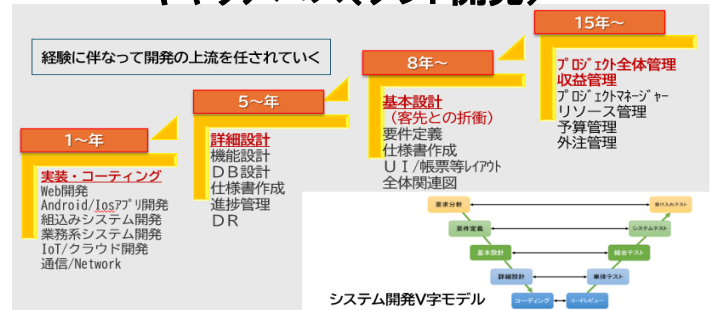 経験に伴なって開発の上流を任されていく
1~年
実装・コーティング
Web開発
Android/Iosアプリ開発
組込みシステム開発
業務系システム開発
IoT/クラウド開発
通信/Network
5~年
詳細設計
機能設計
DB設計
仕様書作成
進捗管理
DR
8年~
基本設計
(客先との折衝)
要件定義
仕様書作成
UI/帳票等レイアウト
全体関連図
15年~
プロジェクト全体管理
収益管理
プロジェクトマネージャー
リソース管理
予算管理
外注管理
要求分析
受け入れテスト
要件定義
システムテスト
基本設計
結合テスト
詳細設計
単体テスト
コーディング
コードレビュー
システム開発V字モデル